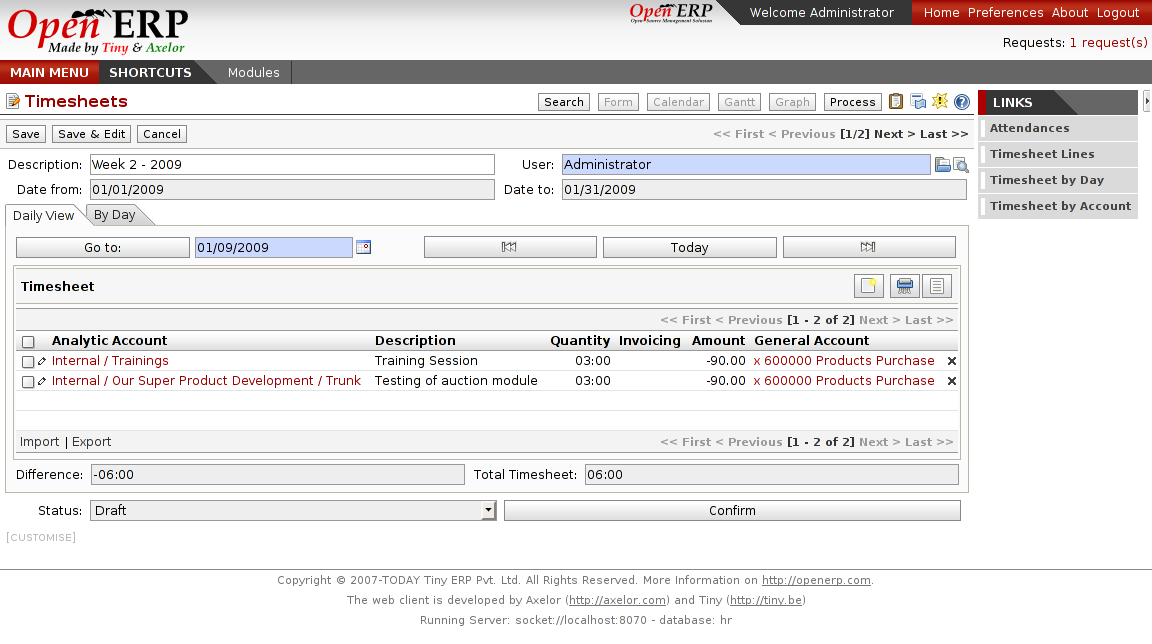 Open ERP
Made by Tiny & Axelor
Open ERP
Open Source Management Solution
Welcome Administrator
Home Preferences About Logout
Requests: 1 request(s)
MAIN MENU SHORTCUTS Modules
Timesheets
Search Form Calendar Gantt Graph Process
Save Save & Edit Cancel
<< First < Previous [1/2] Next > Last >>
Description: Week 2 - 2009 User: Administrator
Date from: 01/01/2009 Date to: 01/31/2009
Daily View By Day
Go to: 01/09/2009 Today
Timesheet
<< First < Previous [1 - 2 of 2] Next > Last >>
Analytic Account Description Quantity Invoicing Amount General Account
Internal / Trainings Training Session 03:00 -90.00 x 600000 Products Purchase
Internal / Our Super Product Development / Trunk Testing of auction module 03:00 -90.00 x 600000 Products Purchase
Import | Export << First < Previous [1 - 2 of 2] Next > Last >>
Difference: -06:00 Total Timesheet: 06:00
Status: Draft Confirm
[CUSTOMISE]
LINKS
Attendances
Timesheet Lines
Timesheet by Day
Timesheet by Account
Copyright © 2007-TODAY Tiny ERP Pvt. Ltd. All Rights Reserved. More Information on http://openerp.com.
The web client is developed by Axelor (http://axelor.com) and Tiny (http://tiny.be)
Running Server: socket://localhost:8070 - database: hr